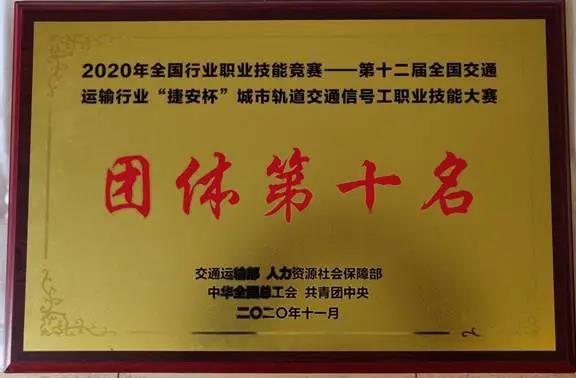 2020年全国行业职业技能竞赛——第十二届全国交通
运输行业“捷安杯”城市轨道交通信号工职业技能大赛
团体第十名
交通运输部 人力资源社会保障部
中华全国总工会 共青团中央
二〇二〇年十一月